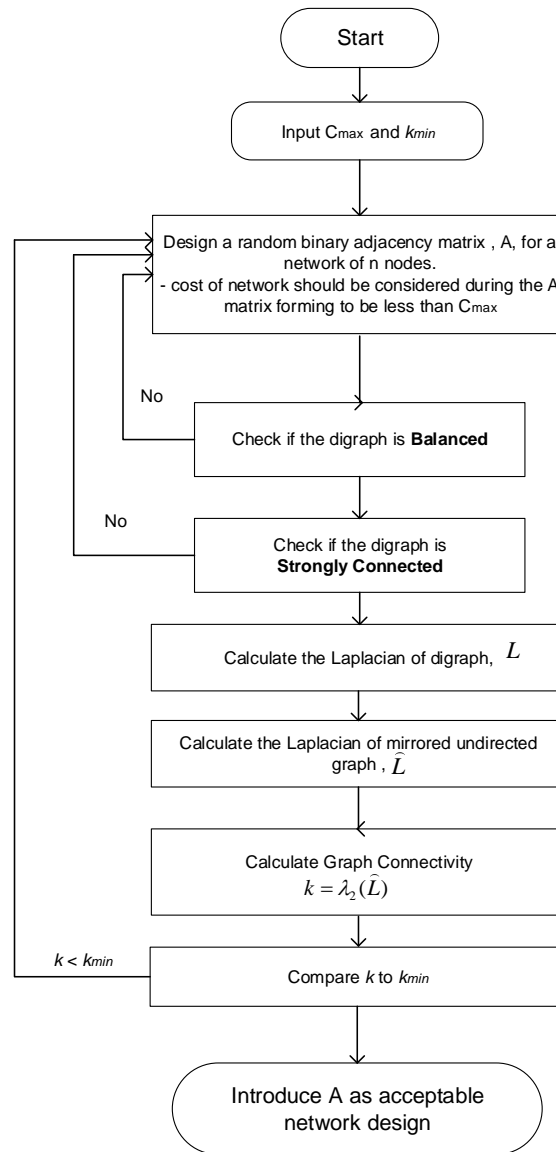 Start
Input Cmax and kmin
Design a random binary adjacency matrix , A, for a
network of n nodes.
- cost of network should be considered during the A
matrix forming to be less than Cmax
No
Check if the digraph is Balanced
No
Check if the digraph is
Strongly Connected
Calculate the Laplacian of digraph, L
Calculate the Laplacian of mirrored undirected
graph , L̂
Calculate Graph Connectivity
k = λ₂(L̂)
k < kmin
Compare k to kmin
Introduce A as acceptable
network design